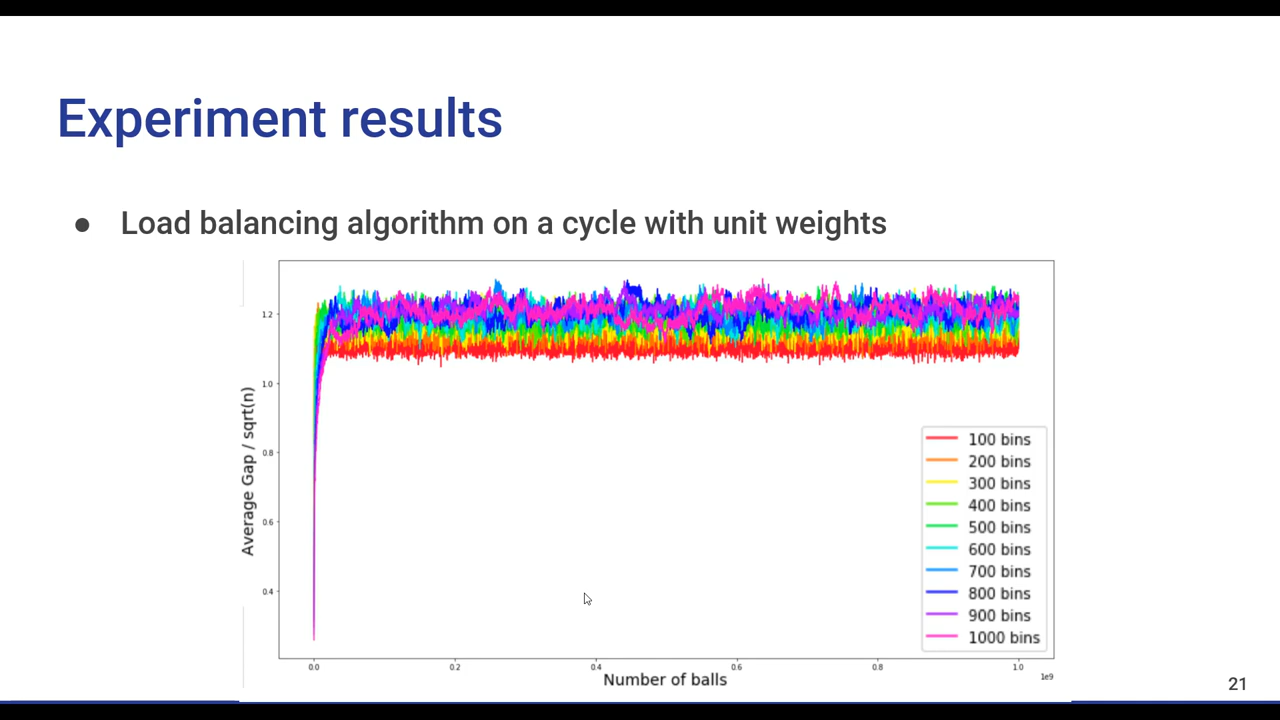 Experiment results
● Load balancing algorithm on a cycle with unit weights
Average Gap / sqrt(n)
1.2
1.0
0.8
0.6
0.4
100 bins
200 bins
300 bins
400 bins
500 bins
600 bins
700 bins
800 bins
900 bins
1000 bins
0.0 0.2 0.4 0.6 0.8 1.0
1e9
Number of balls
21